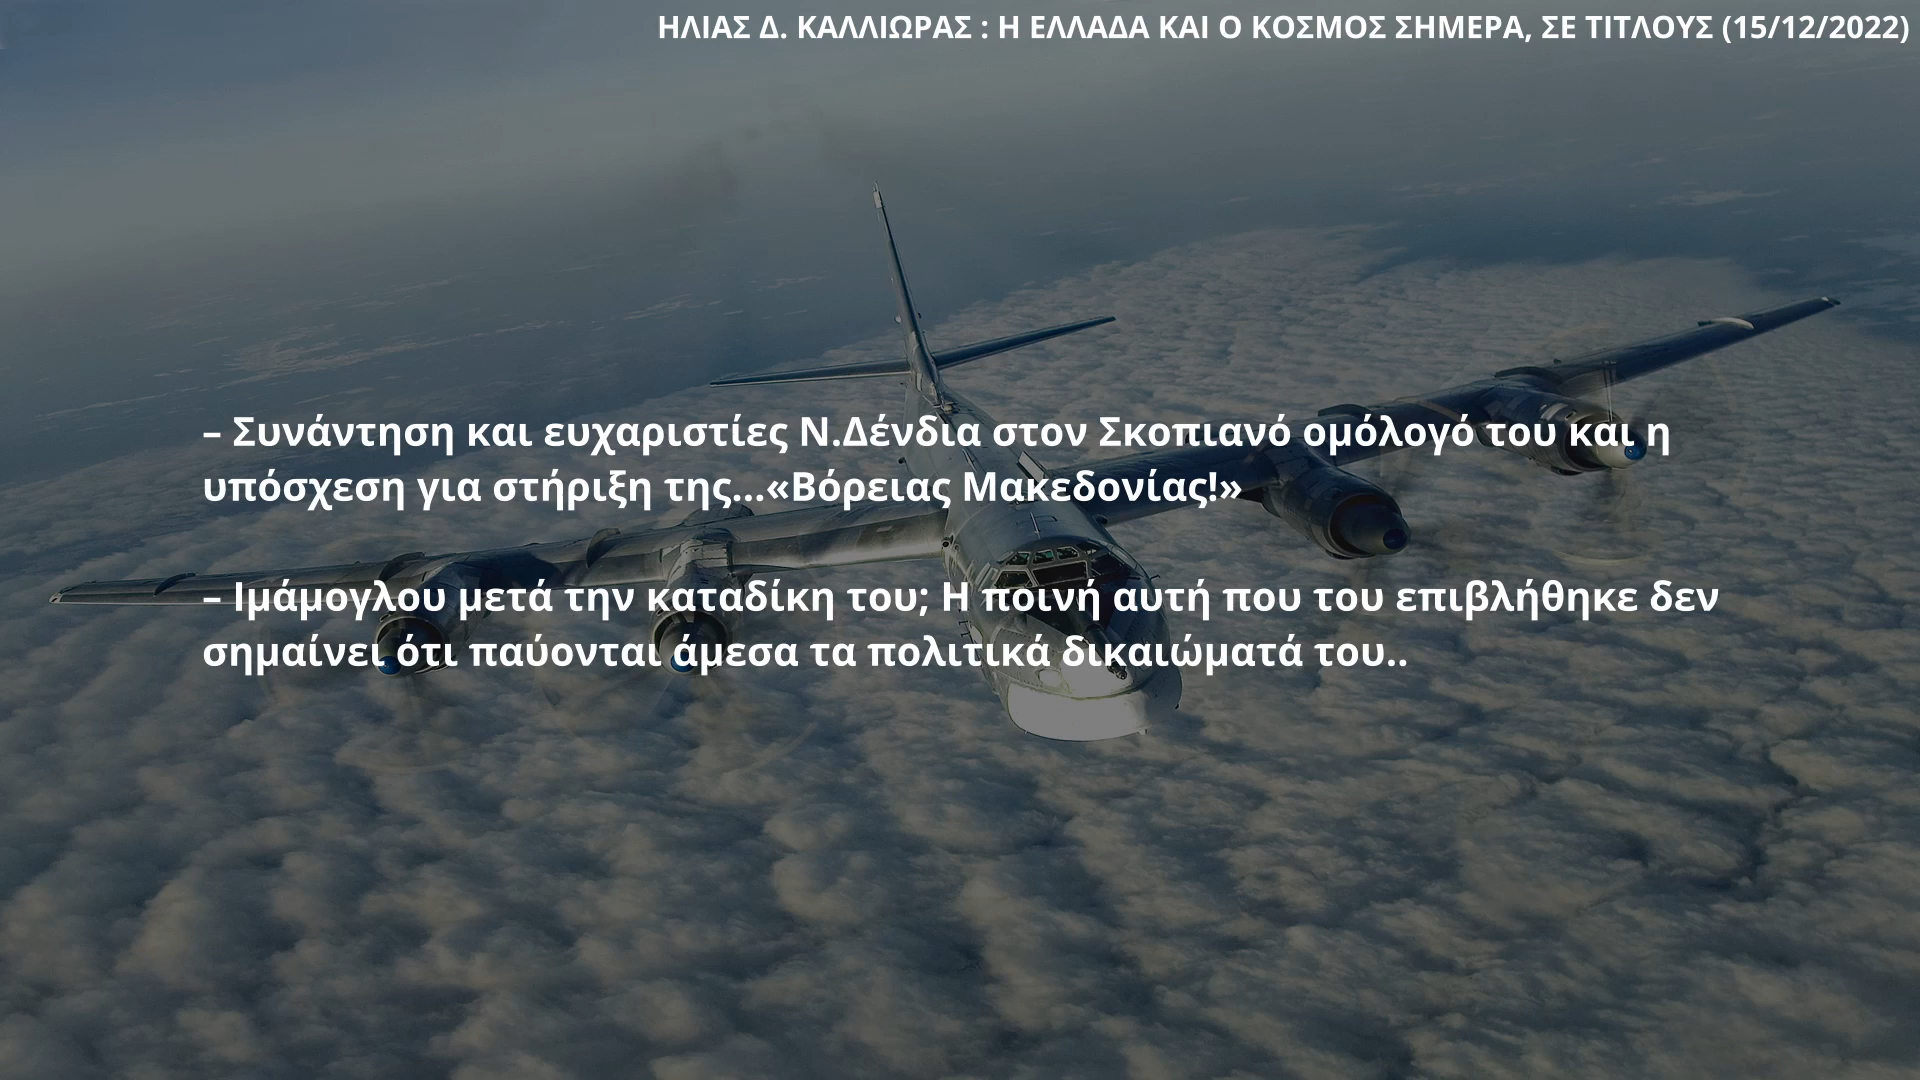 ΗΛΙΑΣ Δ. ΚΑΛΛΙΩΡΑΣ : Η ΕΛΛΑΔΑ ΚΑΙ Ο ΚΟΣΜΟΣ ΣΗΜΕΡΑ, ΣΕ ΤΙΤΛΟΥΣ (15/12/2022)
– Συνάντηση και ευχαριστίες Ν.Δένδια στον Σκοπιανό ομόλογό του και η
υπόσχεση για στήριξη της…«Βόρειας Μακεδονίας!»
– Ιμάμογλου μετά την καταδίκη του; Η ποινή αυτή που του επιβλήθηκε δεν
σημαίνει ότι παύονται άμεσα τα πολιτικά δικαιώματά του..